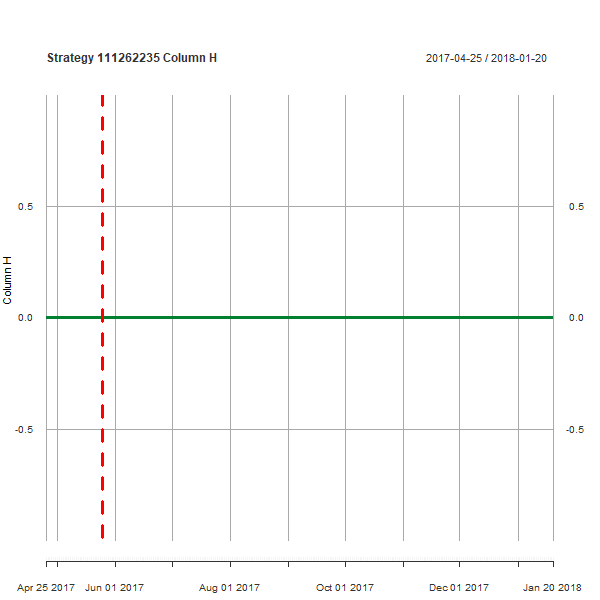 Strategy 111262235 Column H 2017-04-25 / 2018-01-20
0.5 0.5
Column H
0.0 0.0
-0.5 -0.5
Apr 25 2017 Jun 01 2017 Aug 01 2017 Oct 01 2017 Dec 01 2017 Jan 20 2018